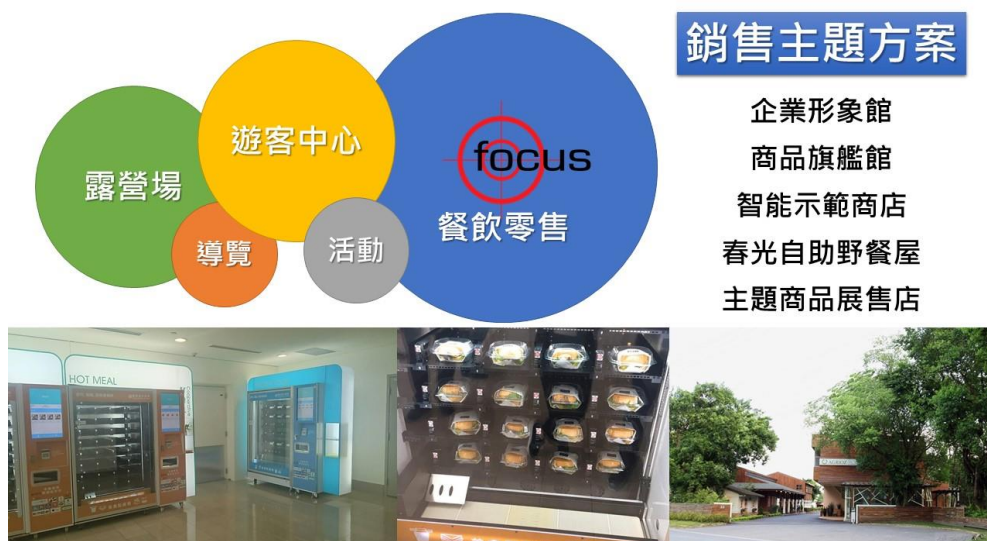 銷售主題方案
企業形象館
商品旗艦館
智能示範商店
春光自助野餐屋
主題商品展售店
遊客中心
露營場
導覽
活動
focus
餐飲零售
HOT MEAL